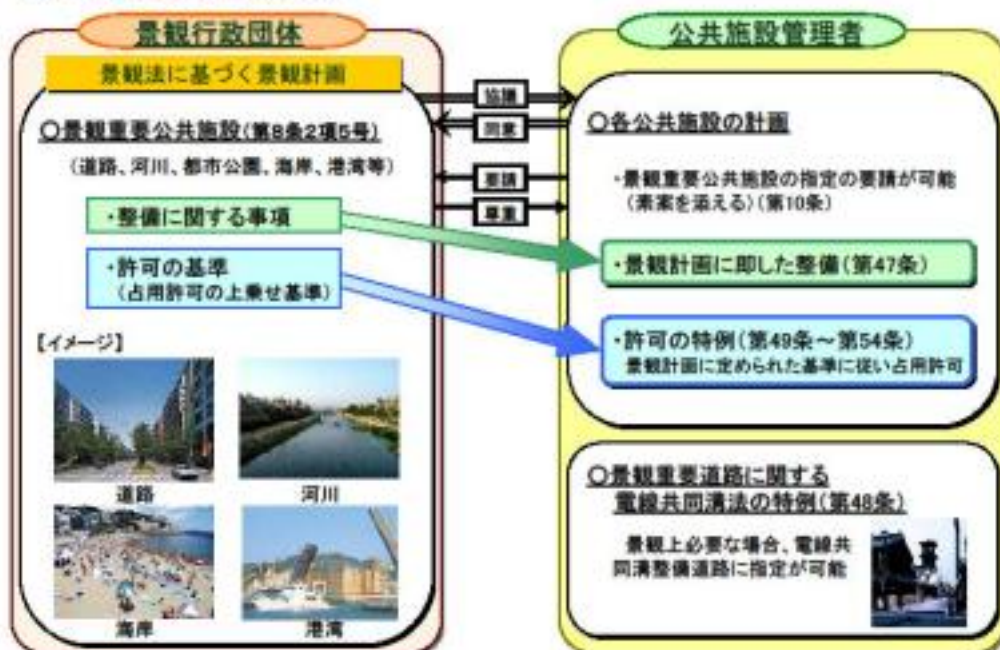 景観行政団体
景観法に基づく景観計画
○景観重要公共施設(第8条2項5号)
(道路、河川、都市公園、海岸、港湾等)
・整備に関する事項
・許可の基準
(占用許可の上乗せ基準)
【イメージ】
道路
河川
海岸
港湾
協議
同意
要請
尊重
公共施設管理者
○各公共施設の計画
・景観重要公共施設の指定の要請が可能
(素案を添える)(第10条)
・景観計画に即した整備(第47条)
・許可の特例(第49条～第54条)
景観計画に定められた基準に従い占用許可
○景観重要道路に関する
電線共同溝法の特例(第48条)
景観上必要な場合、電線共
同溝整備道路に指定が可能